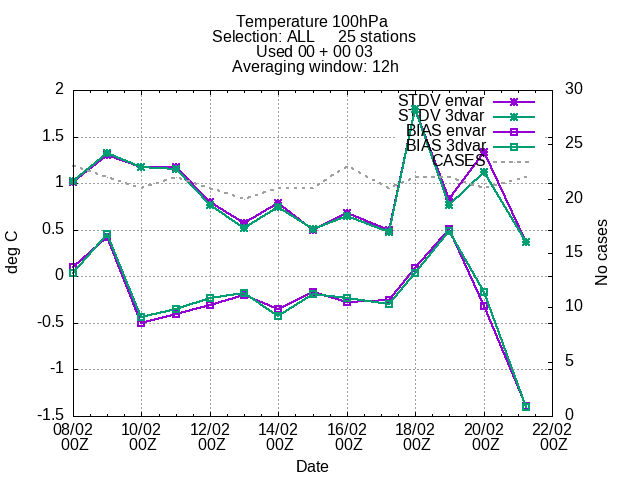 Temperature 100hPa
Selection: ALL 25 stations
Used 00 + 00 03
Averaging window: 12h
2 30
STDV envar
STDV 3dvar
BIAS envar
BIAS 3dvar
CASES
1.5 25
1 20
0.5
15
0
-0.5 10
-1 5
-1.5 0
deg C
No cases
08/02 10/02 12/02 14/02 16/02 18/02 20/02 22/02
00Z 00Z 00Z 00Z 00Z 00Z 00Z 00Z
Date